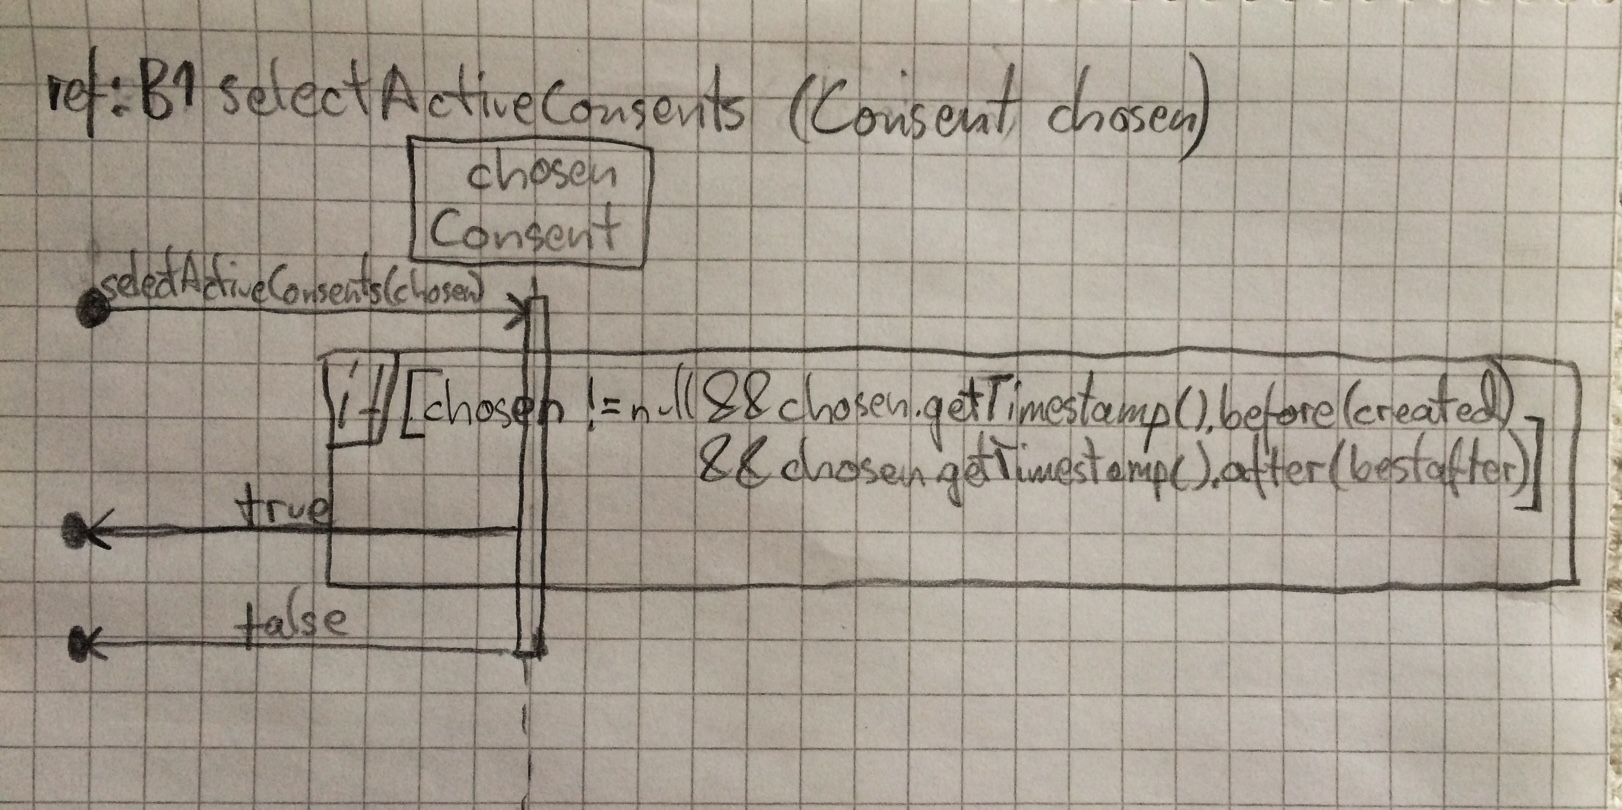 ref:B1 selectActiveConsents (Consent chosen)
chosen
Consent
selectActiveConsents(chosen)
if [chosen != null && chosen.getTimestamp().before(created)
&& chosen.getTimestamp().after(bestafter)]
true
false